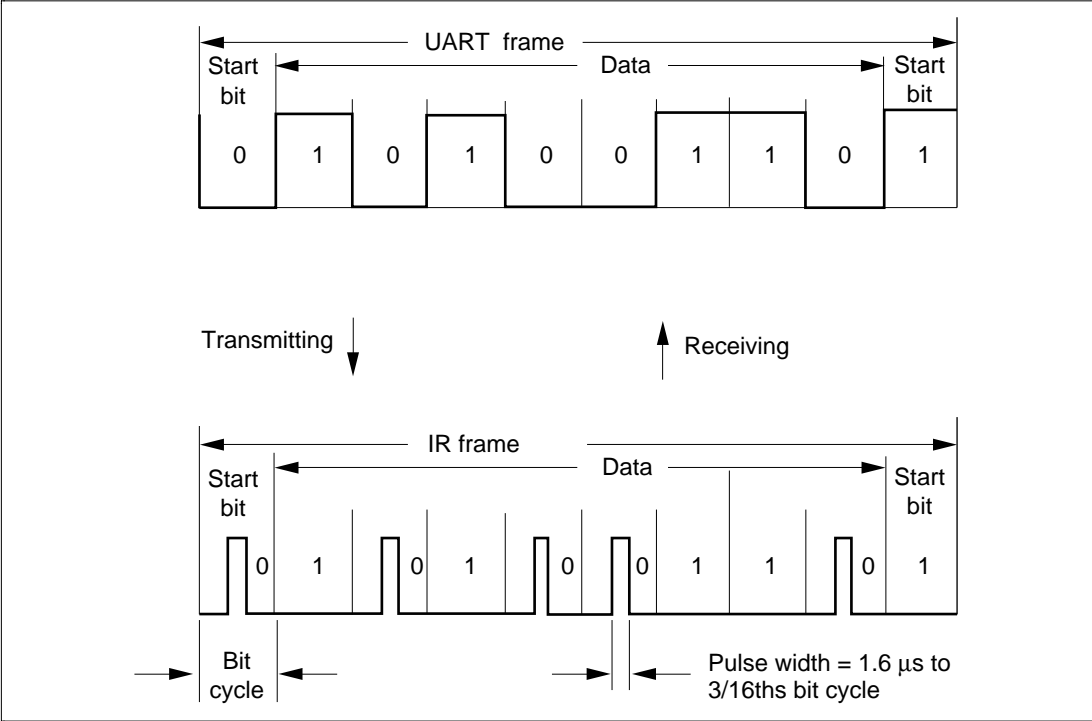 UART frame
Start bit
Data
Start bit
0 1 0 1 0 0 1 1 0 1
Transmitting
Receiving
IR frame
Start bit
Data
Start bit
0 1 0 1 0 0 1 1 0 1
Bit cycle
Pulse width = 1.6 μs to
3/16ths bit cycle